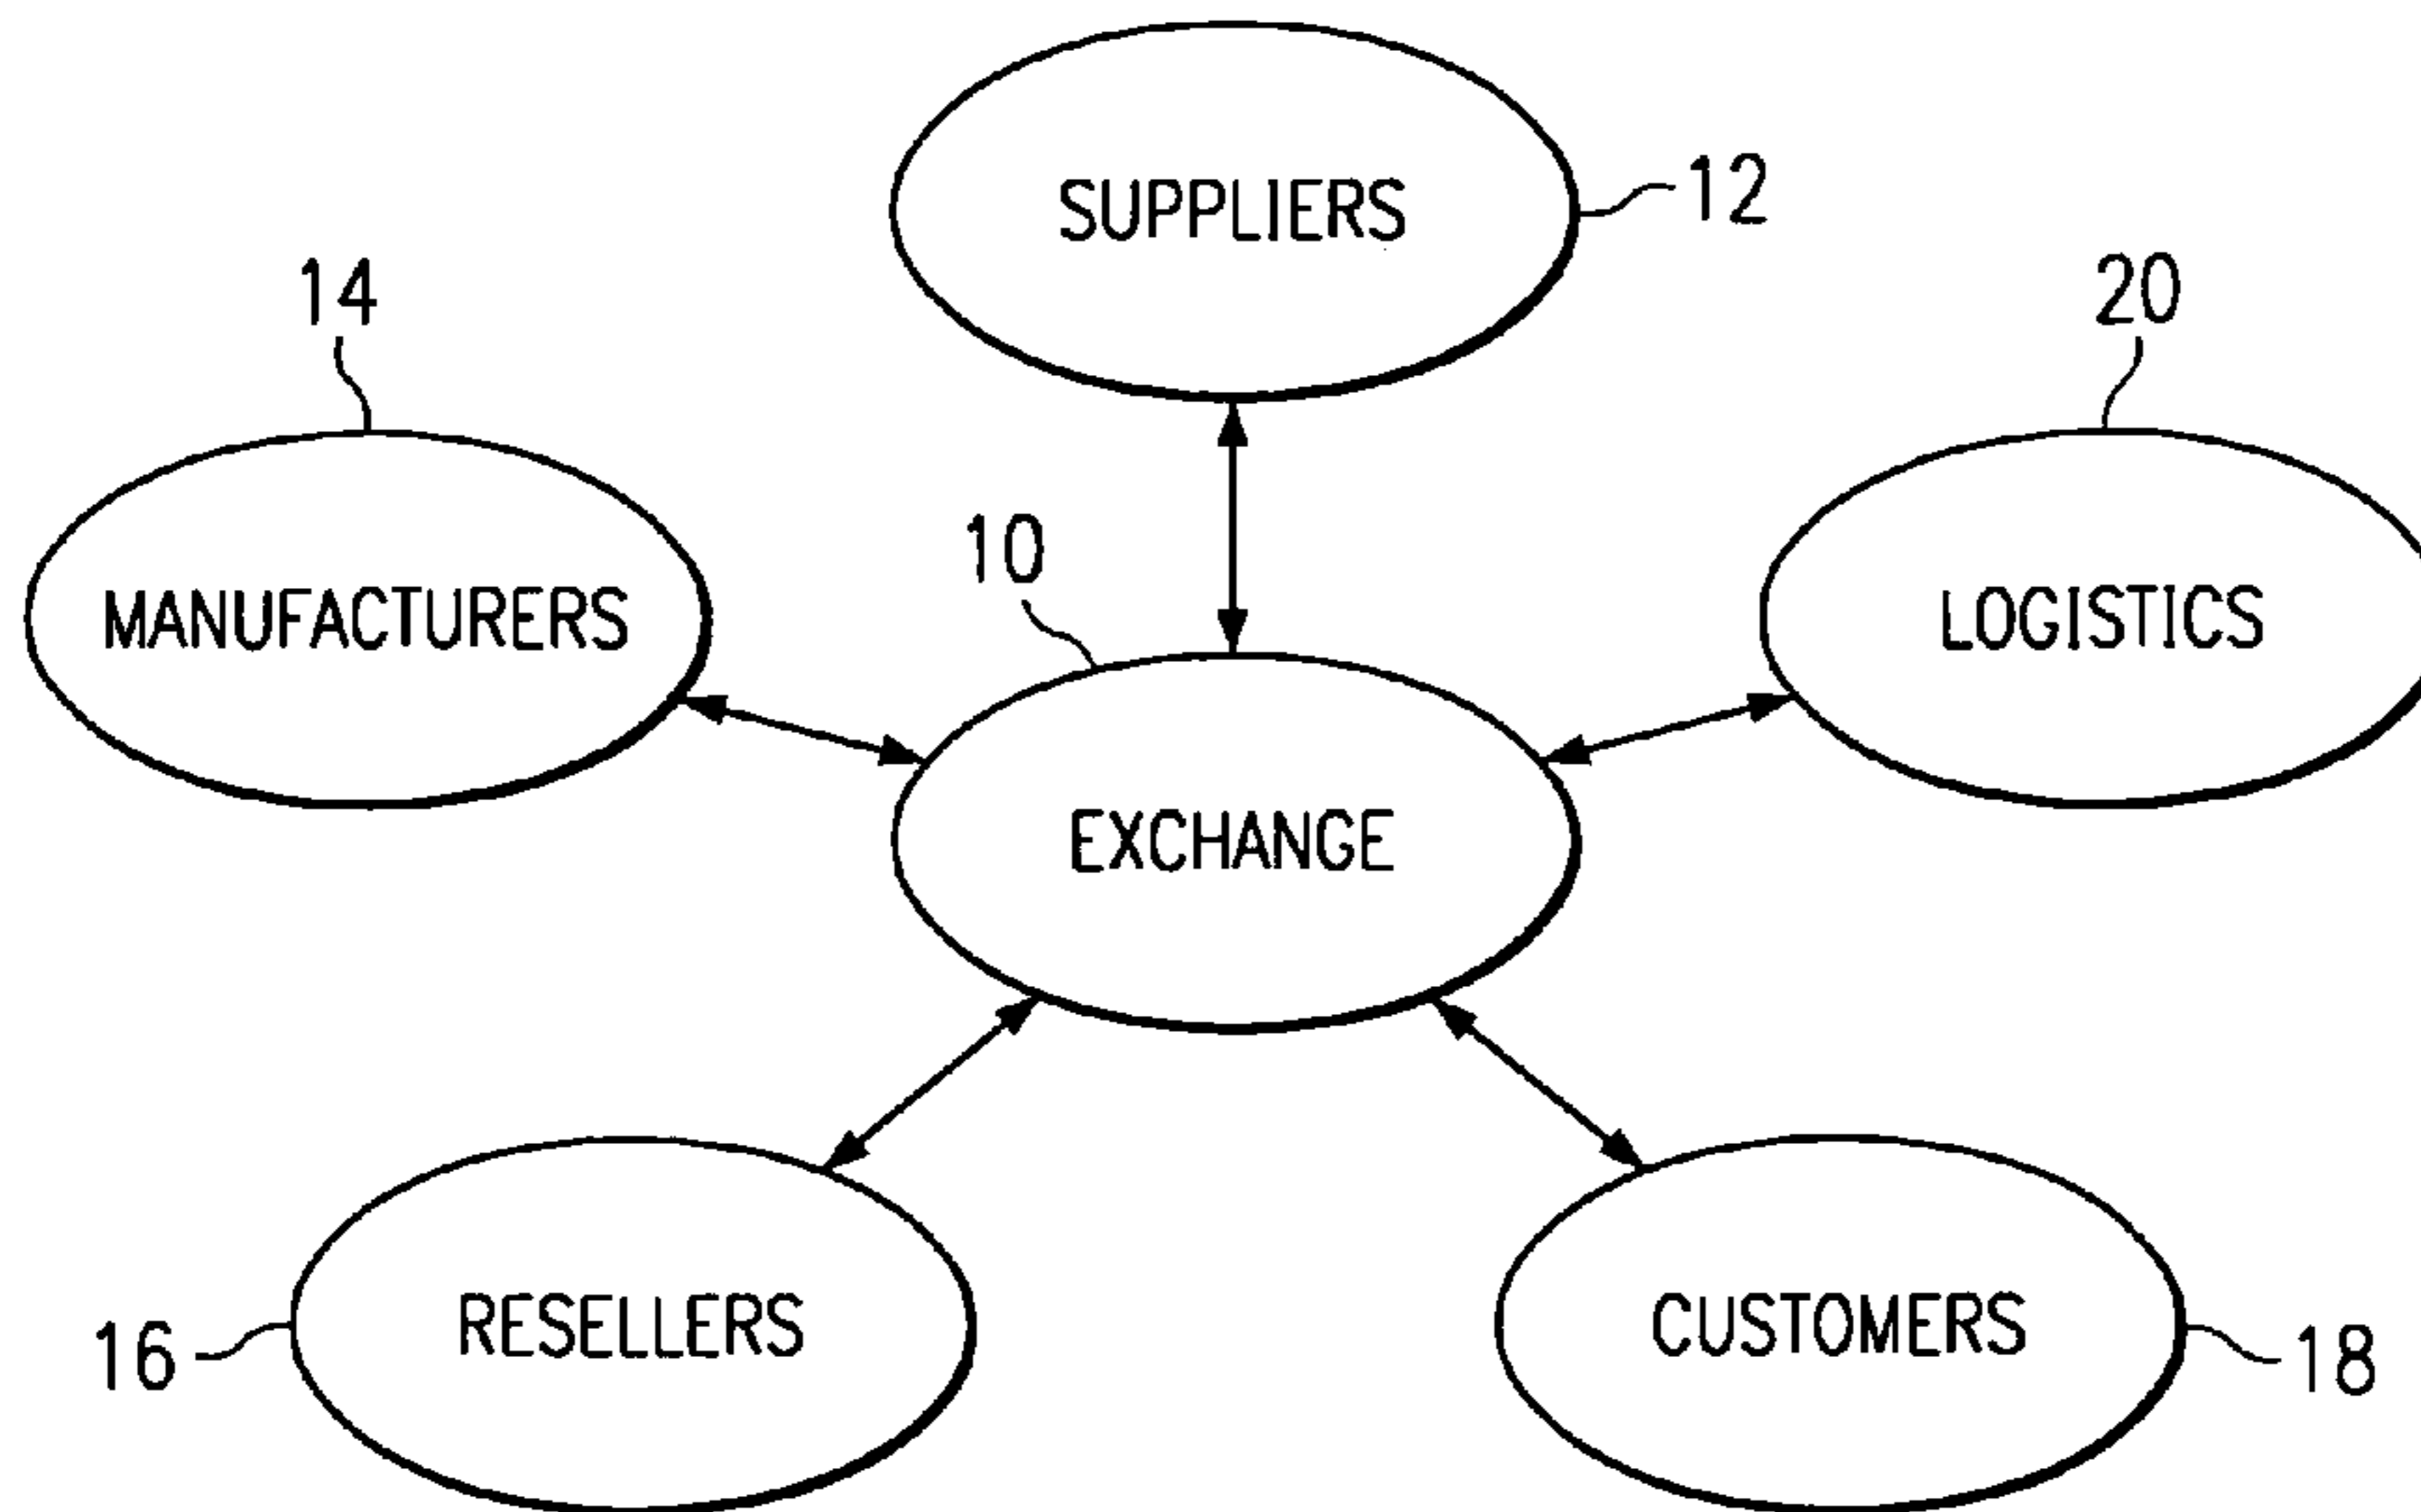 SUPPLIERS
12
14
20
10
MANUFACTURERS
LOGISTICS
EXCHANGE
RESELLERS
CUSTOMERS
16
18